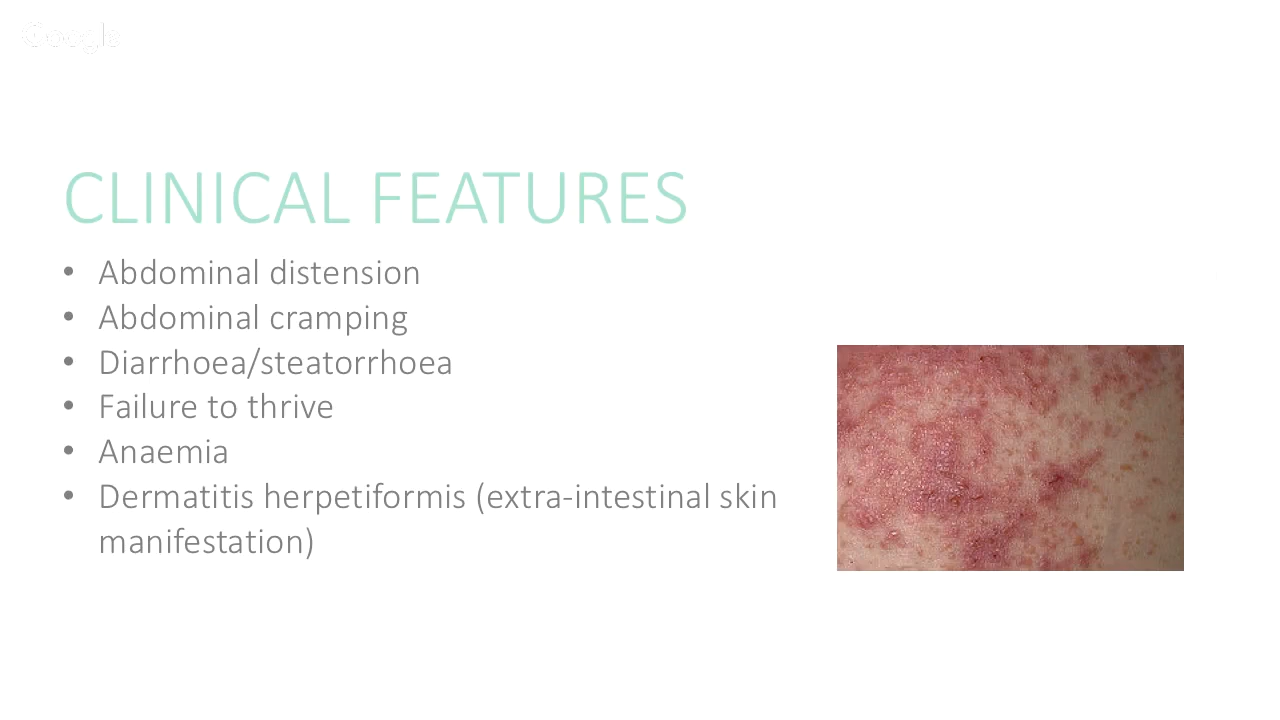 Google
CLINICAL FEATURES
• Abdominal distension
• Abdominal cramping
• Diarrhoea/steatorrhoea
• Failure to thrive
• Anaemia
• Dermatitis herpetiformis (extra-intestinal skin
manifestation)